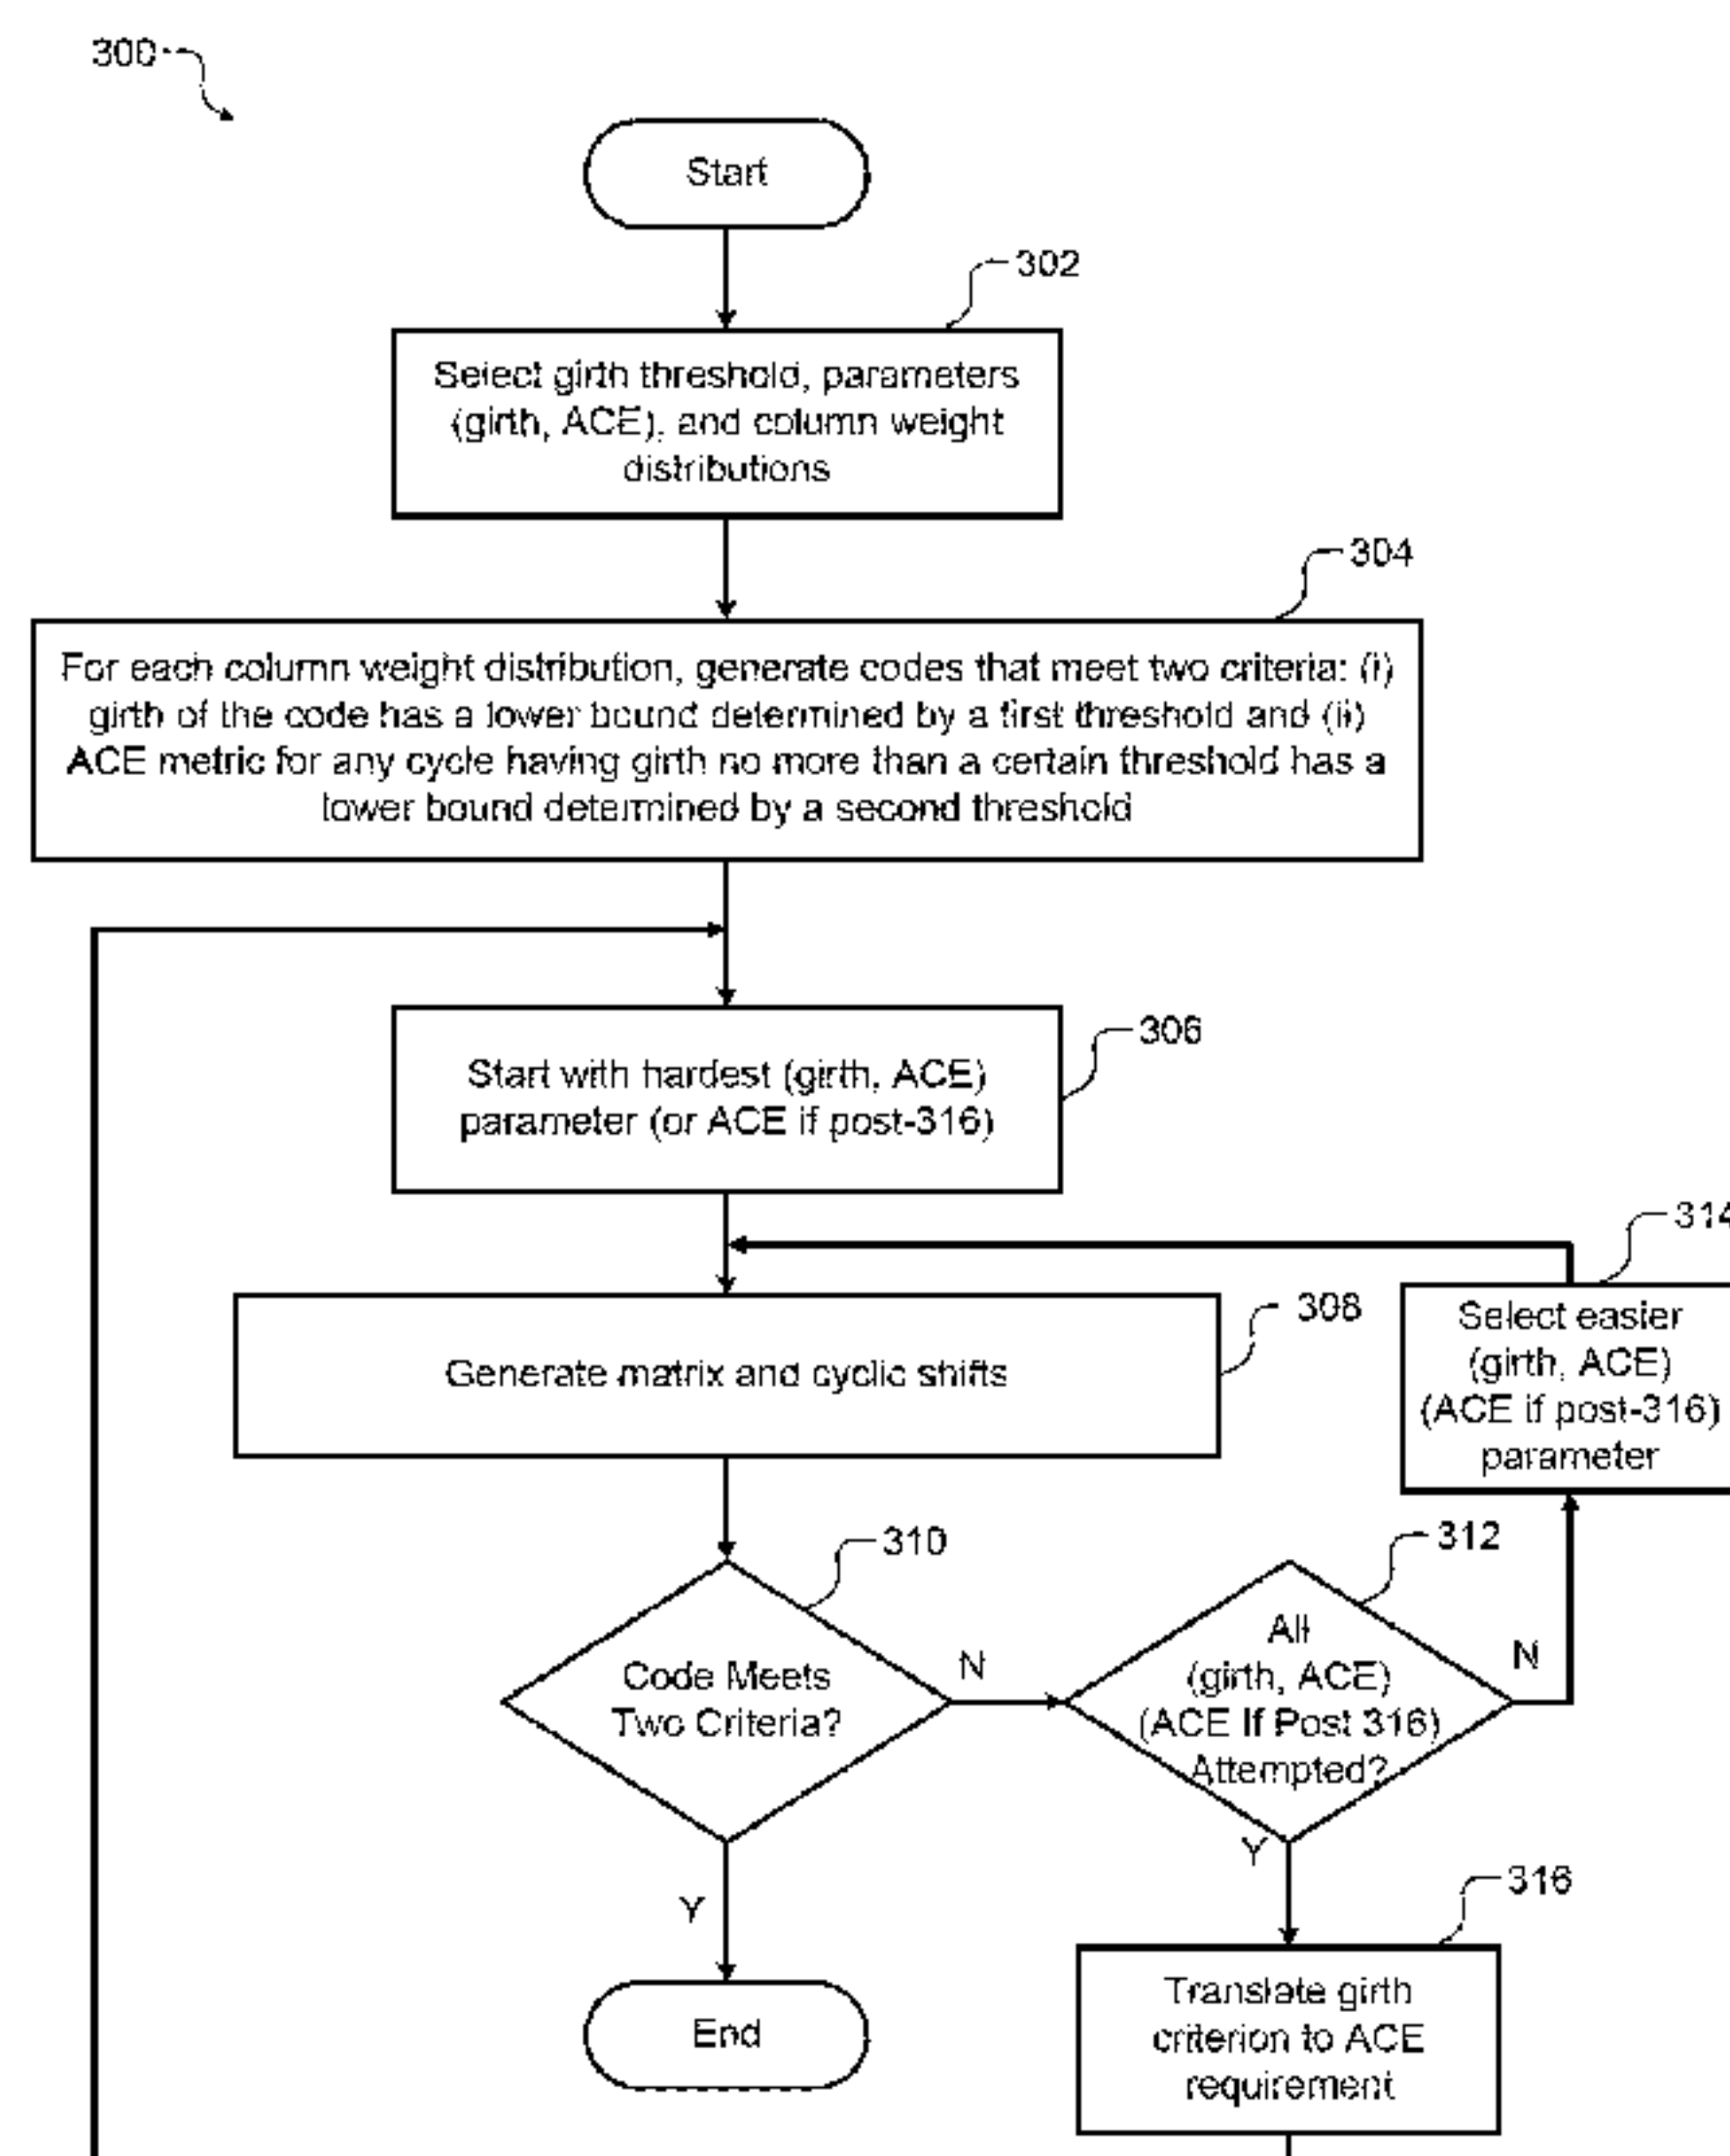 300
Start
302
Select girth threshold, parameters
(girth, ACE), and column weight
distributions
304
For each column weight distribution, generate codes that meet two criteria: (i)
girth of the code has a lower bound determined by a first threshold and (ii)
ACE metric for any cycle having girth no more than a certain threshold has a
lower bound determined by a second threshold
306
Start with hardest (girth, ACE)
parameter (or ACE if post-316)
314
308
Generate matrix and cyclic shifts
Select easier
(girth, ACE)
(ACE if post-316)
parameter
310
Code Meets
Two Criteria?
N
312
All
(girth, ACE)
(ACE If Post 316)
Attempted?
N
Y
Y
316
End
Translate girth
criterion to ACE
requirement